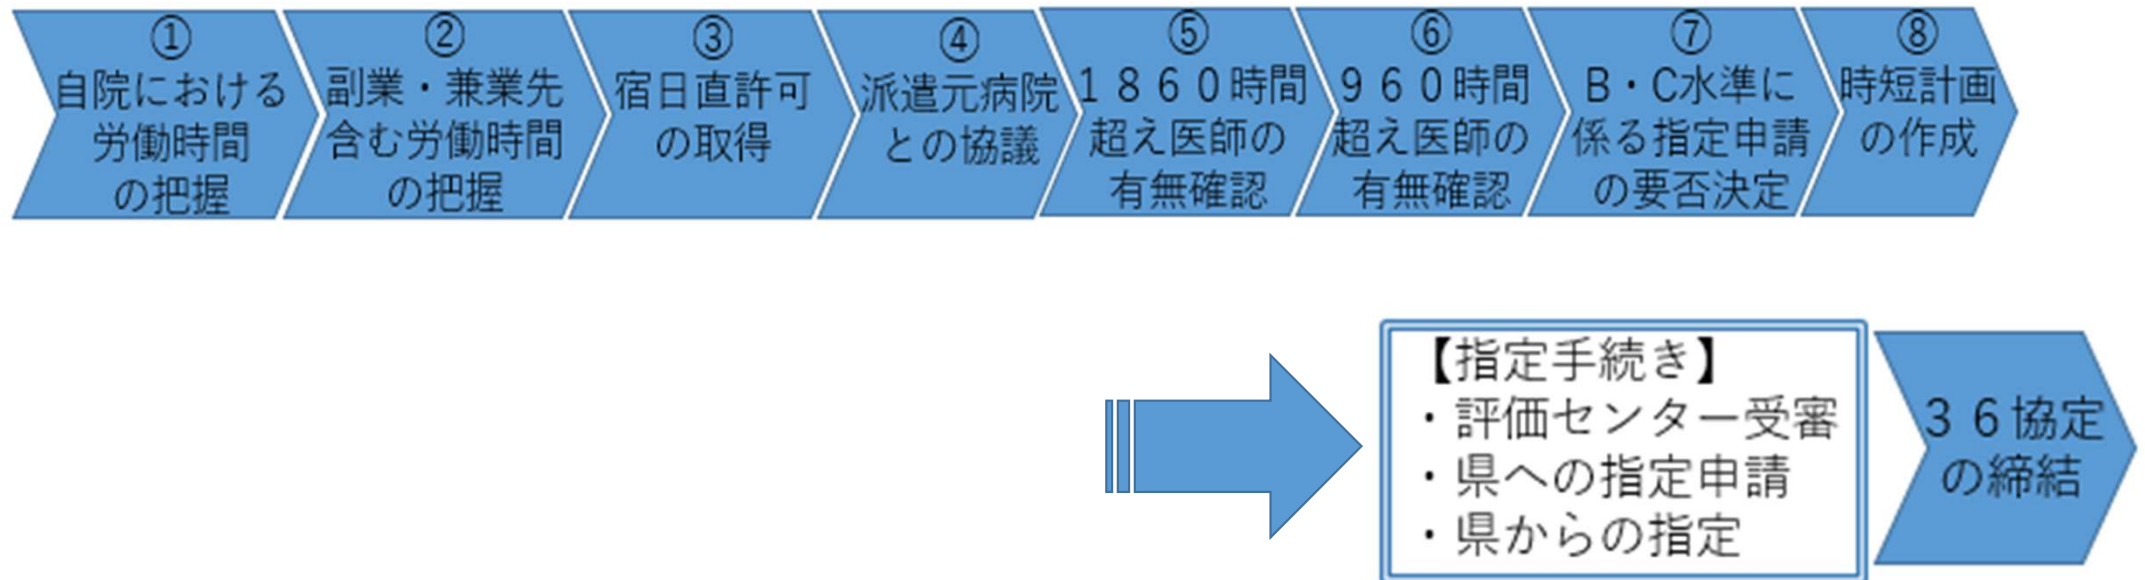 ①
自院における
労働時間
の把握
②
副業・兼業先
含む労働時間
の把握
③
宿日直許可
の取得
④
派遣元病院
との協議
⑤
１８６０時間
超え医師の
有無確認
⑥
９６０時間
超え医師の
有無確認
⑦
B・C水準に
係る指定申請
の要否決定
⑧
時短計画
の作成
【指定手続き】
・評価センター受審
・県への指定申請
・県からの指定
３６協定
の締結